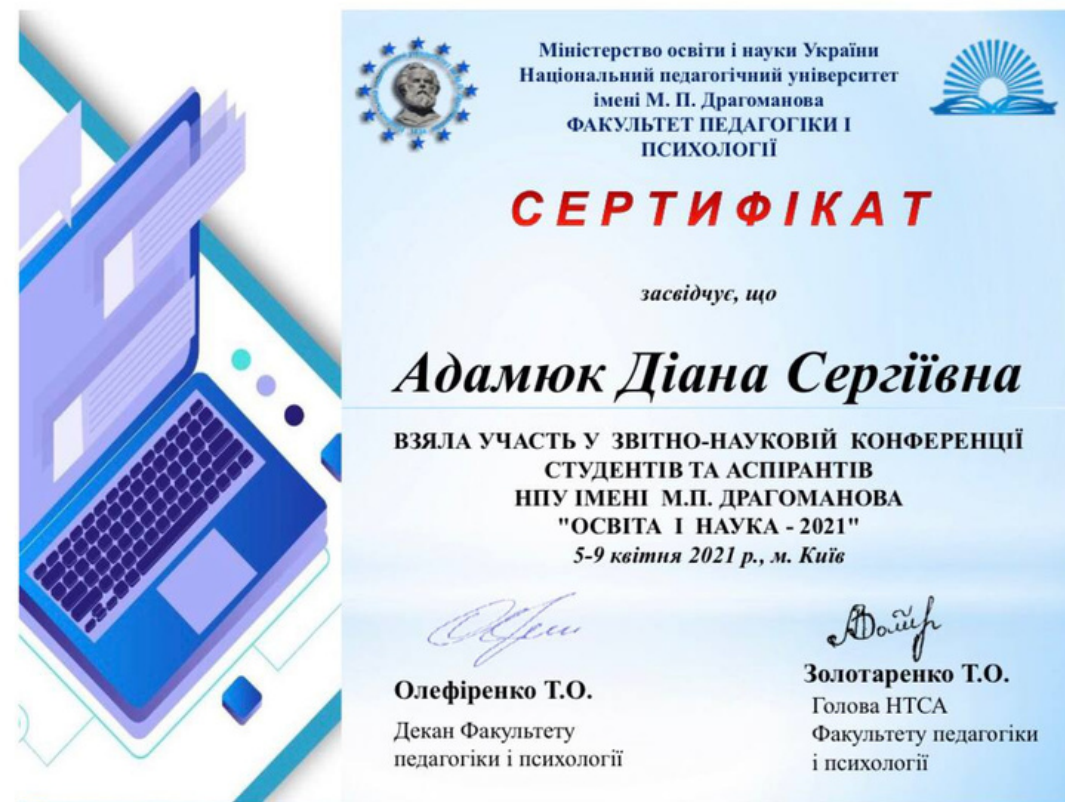 Міністерство освіти і науки України
Національний педагогічний університет
імені М. П. Драгоманова
ФАКУЛЬТЕТ ПЕДАГОГІКИ І
ПСИХОЛОГІЇ
СЕРТИФІКАТ
засвідчує, що
Адамюк Діана Сергіївна
ВЗЯЛА УЧАСТЬ У ЗВІТНО-НАУКОВІЙ КОНФЕРЕНЦІЇ
СТУДЕНТІВ ТА АСПІРАНТІВ
НПУ ІМЕНІ М.П. ДРАГОМАНОВА
"ОСВІТА І НАУКА - 2021"
5-9 квітня 2021 р., м. Київ
Олефіренко Т.О.
Декан Факультету
педагогіки і психології
Золотаренко Т.О.
Голова НТСА
Факультету педагогіки
і психології